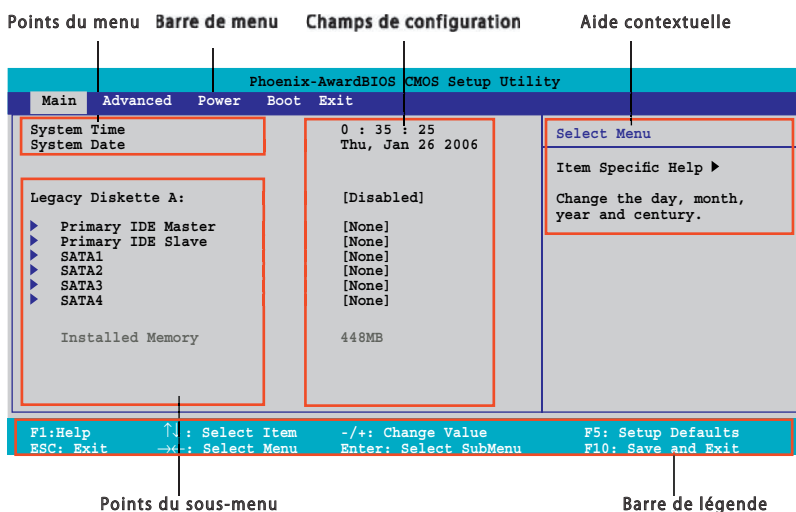 Points du menu Barre de menu Champs de configuration Aide contextuelle
Phoenix-AwardBIOS CMOS Setup Utility
Main Advanced Power Boot Exit
System Time 0 : 35 : 25
System Date Thu, Jan 26 2006
Select Menu
Item Specific Help ▶
Change the day, month,
year and century.
Legacy Diskette A: [Disabled]
Primary IDE Master [None]
Primary IDE Slave [None]
SATA1 [None]
SATA2 [None]
SATA3 [None]
SATA4 [None]
Installed Memory 448MB
F1:Help ↑↓: Select Item -/+: Change Value F5: Setup Defaults
ESC: Exit →←: Select Menu Enter: Select SubMenu F10: Save and Exit
Points du sous-menu Barre de légende